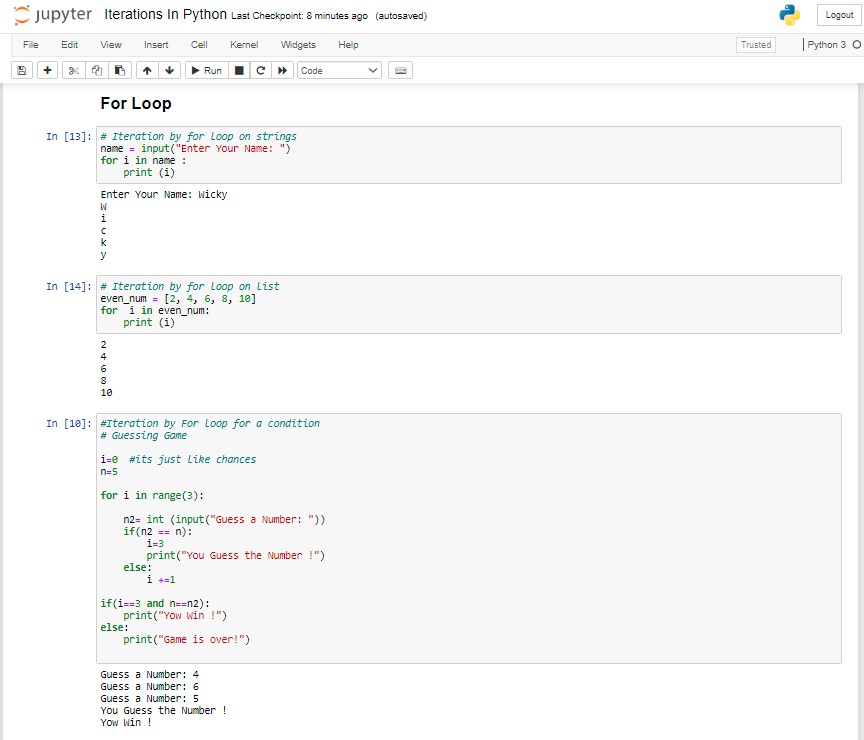 jupyter Iterations In Python Last Checkpoint: 8 minutes ago (autosaved) Logout
File Edit View Insert Cell Kernel Widgets Help Trusted Python 3
Run Code
For Loop
In [13]: # Iteration by for loop on strings
name = input("Enter Your Name: ")
for i in name :
    print (i)
Enter Your Name: Wicky
W
i
c
k
y
In [14]: # Iteration by for loop on List
even_num = [2, 4, 6, 8, 10]
for  i in even_num:
    print (i)
2
4
6
8
10
In [10]: #Iteration by For loop for a condition
# Guessing Game
i=0  #its just like chances
n=5
for i in range(3):
    n2= int (input("Guess a Number: "))
    if(n2 == n):
        i=3
        print("You Guess the Number !")
    else:
        i +=1
if(i==3 and n==n2):
    print("Yow Win !")
else:
    print("Game is over!")
Guess a Number: 4
Guess a Number: 6
Guess a Number: 5
You Guess the Number !
Yow Win !